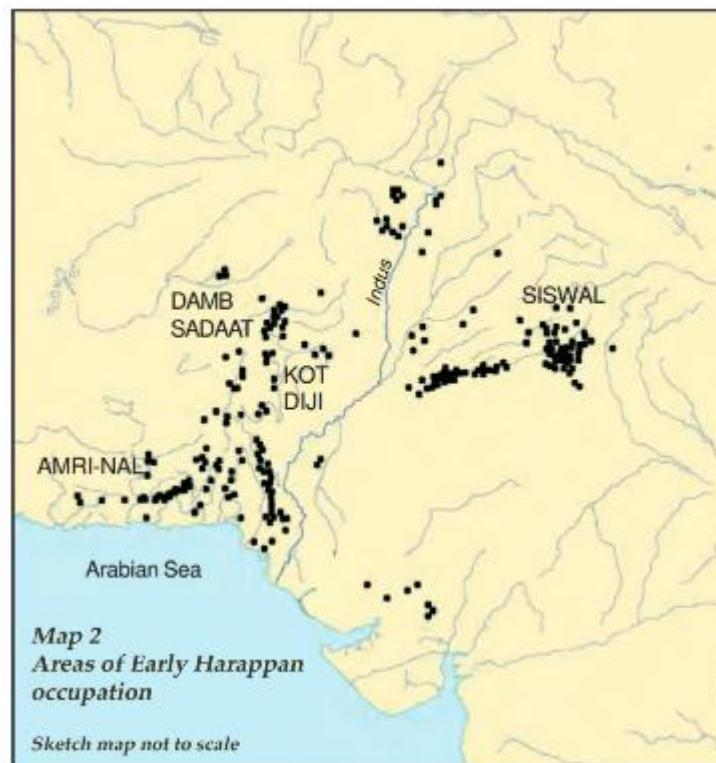 DAMB
SADAAT
Indus
SISWAL
KOT
DIJI
AMRI-NAL
Arabian Sea
Map 2
Areas of Early Harappan
occupation
Sketch map not to scale